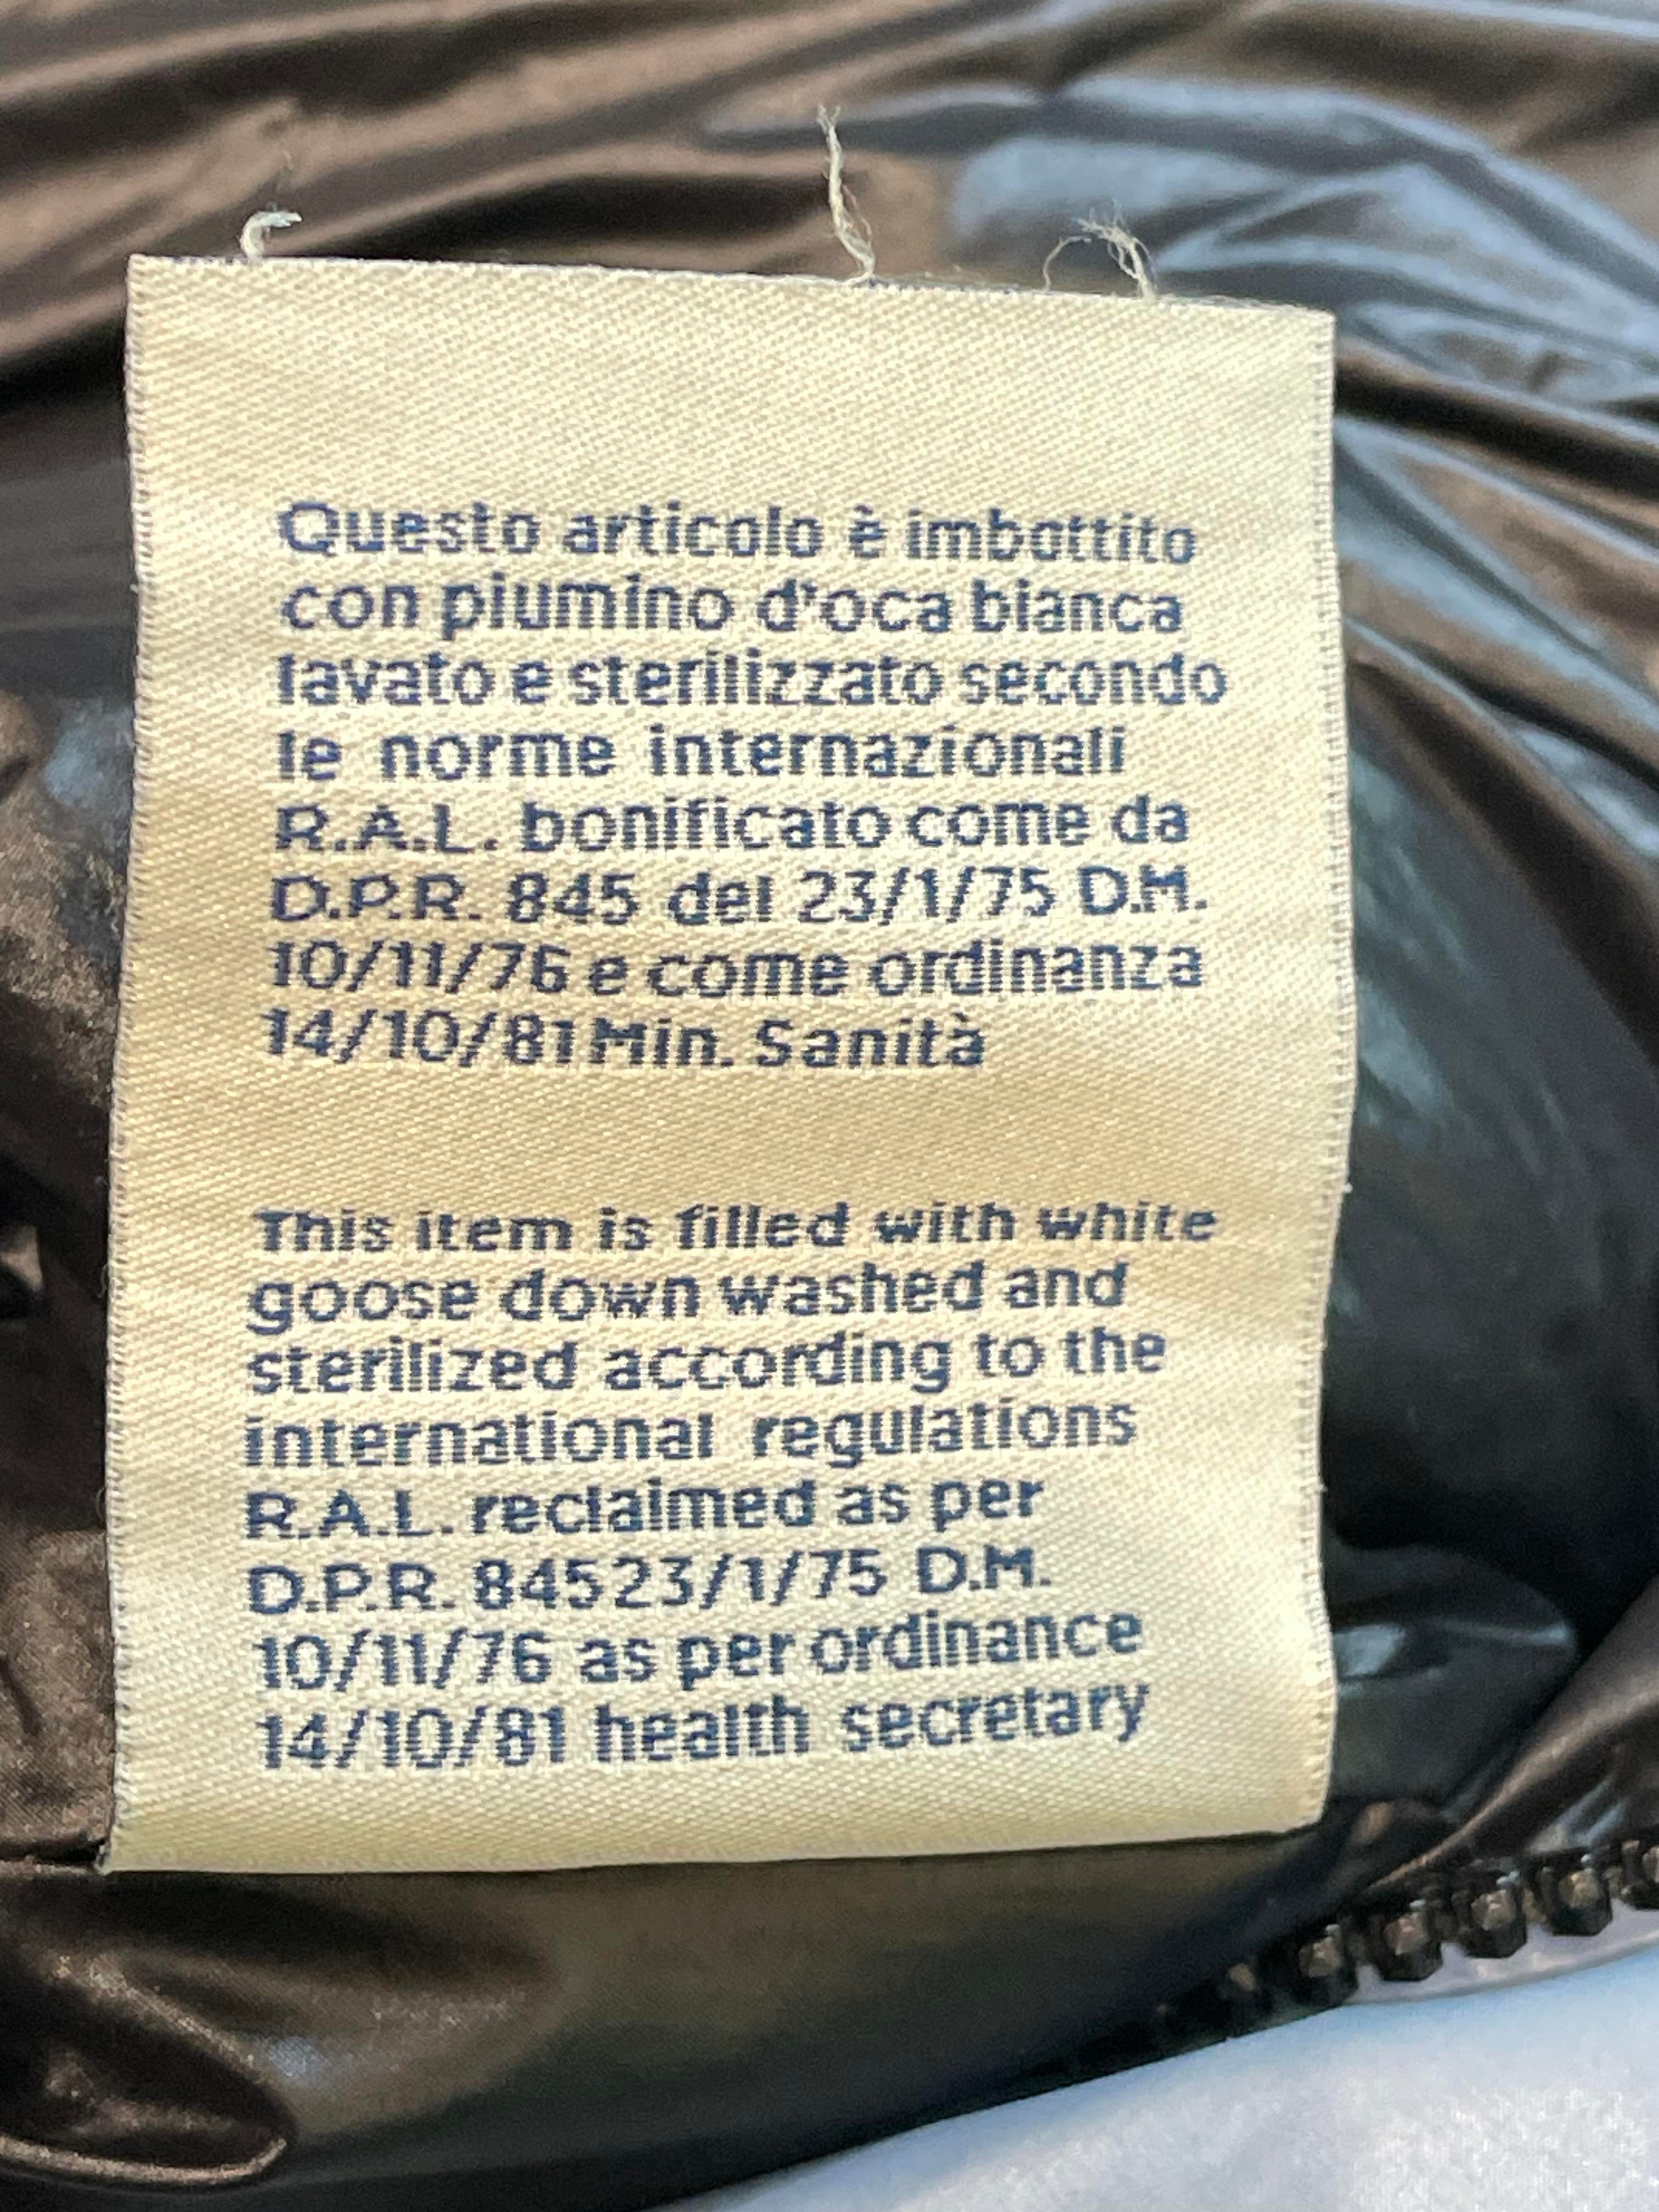 Questo articolo è imbottito
con piumino d'oca bianca
lavato e sterilizzato secondo
le norme internazionali
R.A.L. bonificato come da
D.P.R. 845 del 23/1/75 D.M.
10/11/76 e come ordinanza
14/10/81 Min. Sanità
This item is filled with white
goose down washed and
sterilized according to the
international regulations
R.A.L. reclaimed as per
D.P.R. 84523/1/75 D.M.
10/11/76 as per ordinance
14/10/81 health secretary